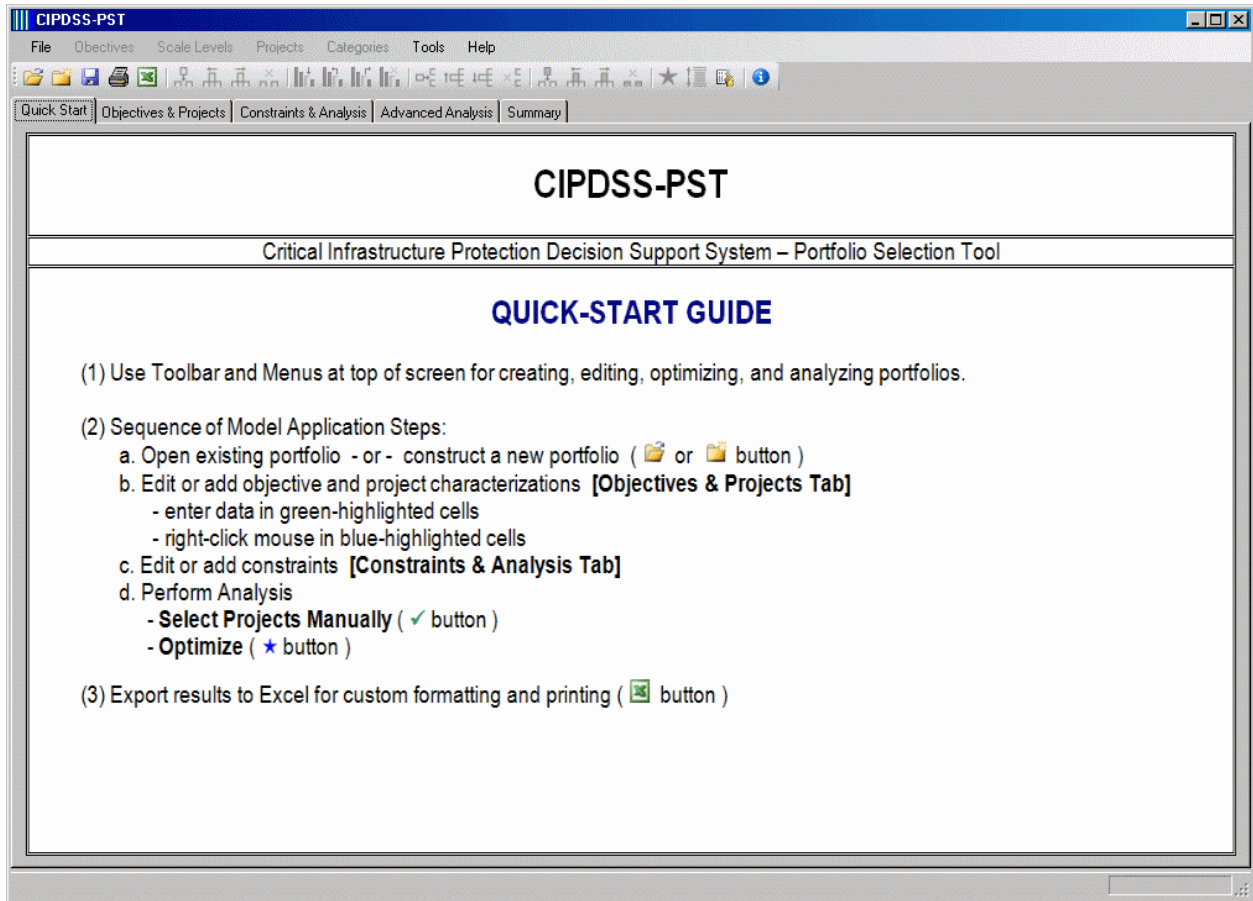 CIPDSS-PST
File Obectives Scale Levels Projects Categories Tools Help
Quick Start Objectives & Projects Constraints & Analysis Advanced Analysis Summary
CIPDSS-PST
Critical Infrastructure Protection Decision Support System – Portfolio Selection Tool
QUICK-START GUIDE
(1) Use Toolbar and Menus at top of screen for creating, editing, optimizing, and analyzing portfolios.
(2) Sequence of Model Application Steps:
a. Open existing portfolio - or - construct a new portfolio ( or button )
b. Edit or add objective and project characterizations [Objectives & Projects Tab]
- enter data in green-highlighted cells
- right-click mouse in blue-highlighted cells
c. Edit or add constraints [Constraints & Analysis Tab]
d. Perform Analysis
- Select Projects Manually ( ✓ button )
- Optimize ( ★ button )
(3) Export results to Excel for custom formatting and printing ( button )